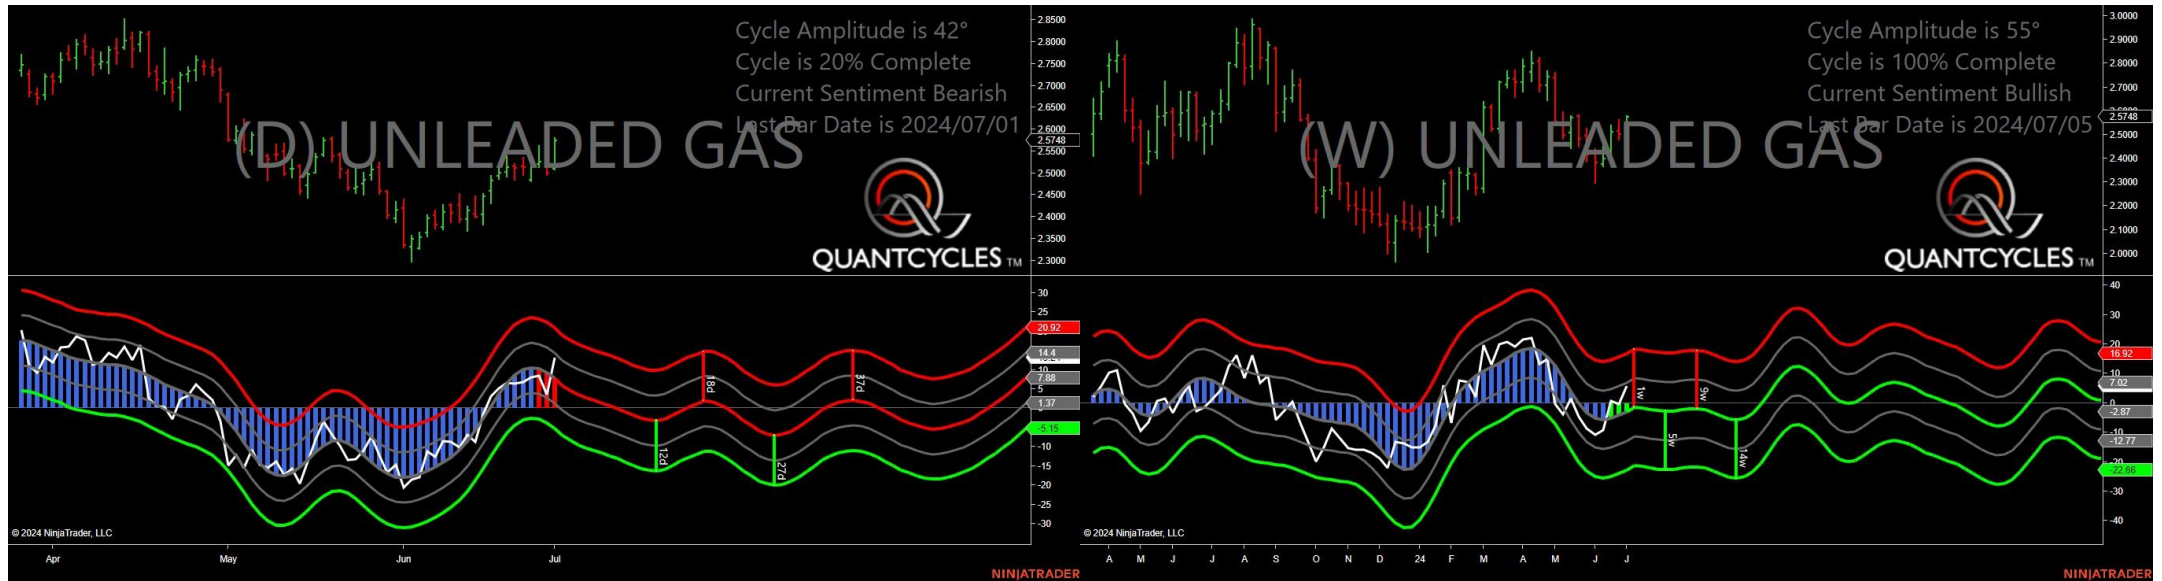 Cycle Amplitude is 42°
Cycle is 20% Complete
Current Sentiment Bearish
Last Bar Date is 2024/07/01
(D) UNLEADED GAS
QUANTCYCLES TM
2.8500
2.8000
2.7500
2.7000
2.6500
2.6000
2.5748
2.5500
2.5000
2.4500
2.4000
2.3500
2.3000
30
25
20.92
14.4
10
7.88
5
1.37
-5.15
-10
-15
-20
-25
-30
12d
18d
27d
37d
© 2024 NinjaTrader, LLC
Apr May Jun Jul
NINJATRADER
Cycle Amplitude is 55°
Cycle is 100% Complete
Current Sentiment Bullish
Last Bar Date is 2024/07/05
(W) UNLEADED GAS
QUANTCYCLES TM
3.0000
2.9000
2.8000
2.7000
2.5748
2.5000
2.4000
2.3000
2.2000
2.1000
2.0000
40
30
20
16.92
10
7.02
0
-2.87
-10
-12.77
-22.66
-30
-40
1w
5w
9w
14w
© 2024 NinjaTrader, LLC
A M J J A S O N D 24 F M A M J J
NINJATRADER